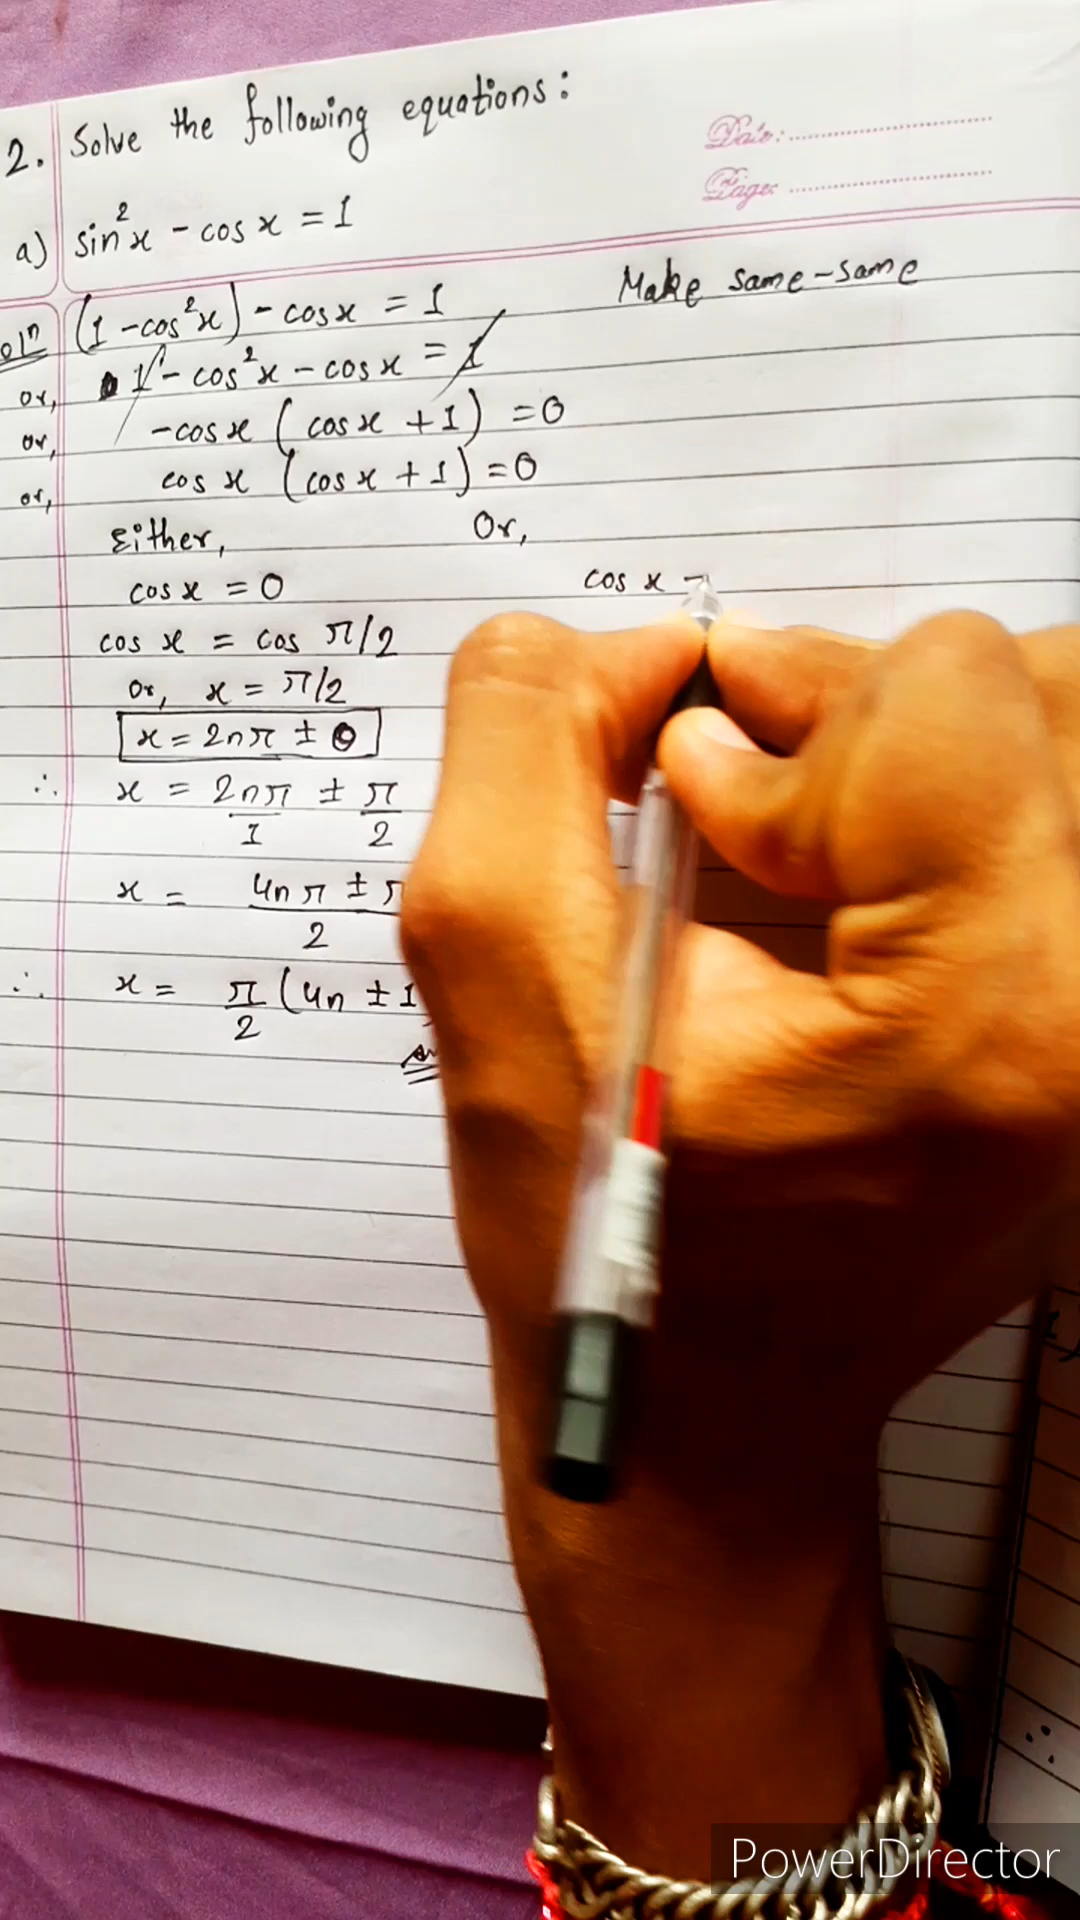 2. Solve the following equations:
Date:
Page:
a) sin²x - cos x = 1
Make same-same
sol^n (1 - cos²x) - cos x = 1
or, 1 - cos²x - cos x = 1
or, -cos x (cos x + 1) = 0
or, cos x (cos x + 1) = 0
Either,
Or,
cos x = 0
cos x
cos x = cos π/2
Or, x = π/2
x = 2nπ ± θ
∴ x = 2nπ/1 ± π/2
x = 4nπ ±
2
∴ x = π/2 (4n ± 1
PowerDirector